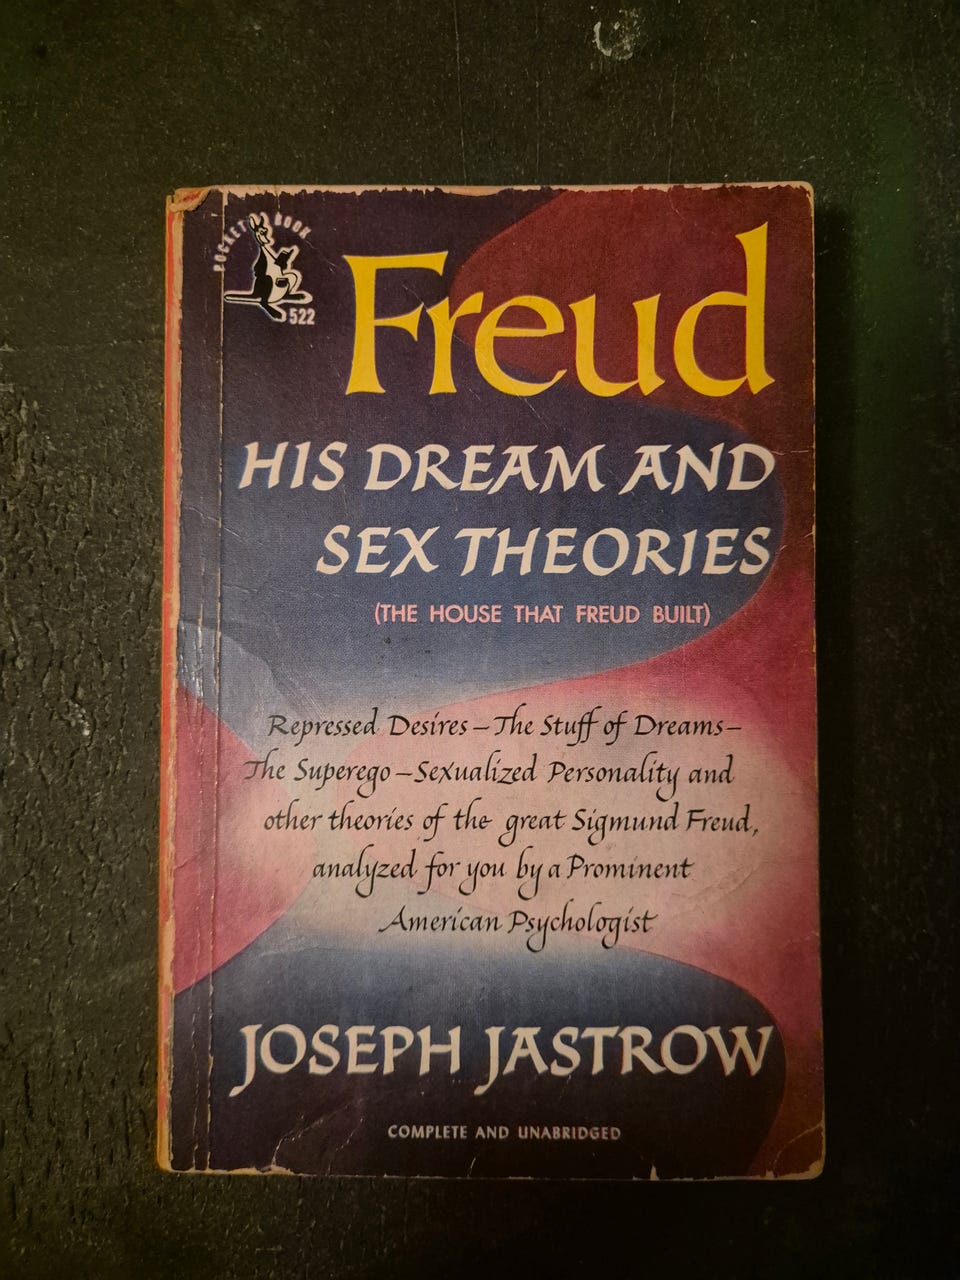 POCKET BOOK
522
Freud
HIS DREAM AND
SEX THEORIES
(THE HOUSE THAT FREUD BUILT)
Repressed Desires – The Stuff of Dreams –
The Superego – Sexualized Personality and
other theories of the great Sigmund Freud,
analyzed for you by a Prominent
American Psychologist
JOSEPH JASTROW
COMPLETE AND UNABRIDGED